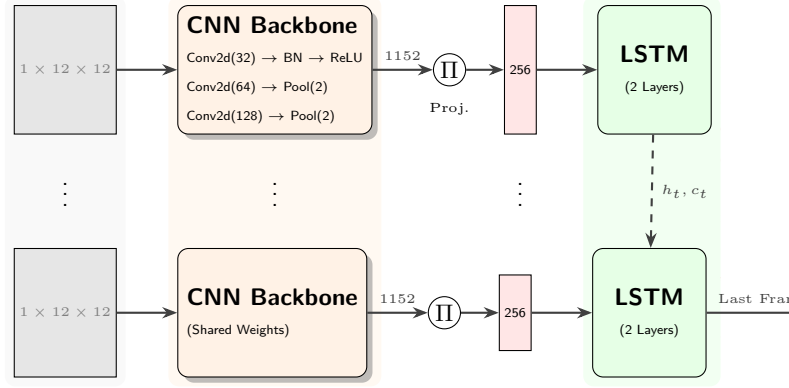 1 × 12 × 12
CNN Backbone
Conv2d(32) → BN → ReLU
Conv2d(64) → Pool(2)
Conv2d(128) → Pool(2)
1152
Π
Proj.
256
LSTM
(2 Layers)
⋮ ⋮ ⋮
h_t, c_t
1 × 12 × 12
CNN Backbone
(Shared Weights)
1152
Π
256
LSTM
(2 Layers)
Last Fram